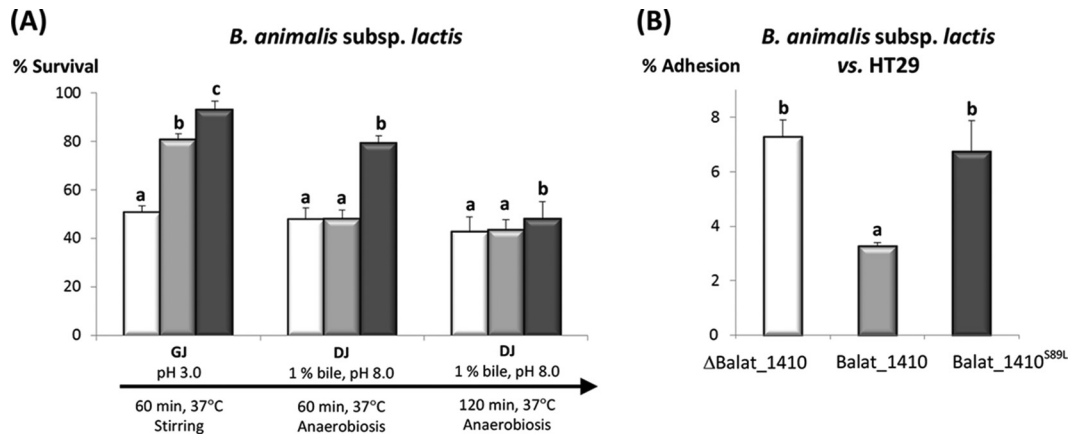 (A)
B. animalis subsp. lactis
% Survival
100
80
60
40
20
0
a
b
c
a
a
b
a
a
b
GJ
pH 3.0
DJ
1 % bile, pH 8.0
DJ
1 % bile, pH 8.0
60 min, 37°C
Stirring
60 min, 37°C
Anaerobiosis
120 min, 37°C
Anaerobiosis
(B)
B. animalis subsp. lactis
vs. HT29
% Adhesion
8
6
4
2
0
b
a
b
ΔBalat_1410
Balat_1410
Balat_1410S89L